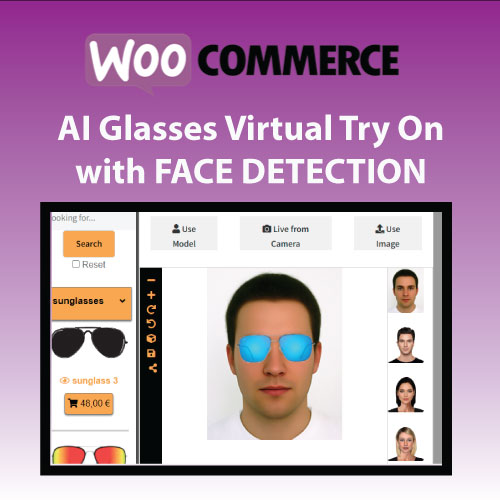 WOO COMMERCE
AI Glasses Virtual Try On
with FACE DETECTION
ooking for...
Search
Reset
sunglasses
sunglass 3
48,00 €
Use
Model
Live from
Camera
Use
Image